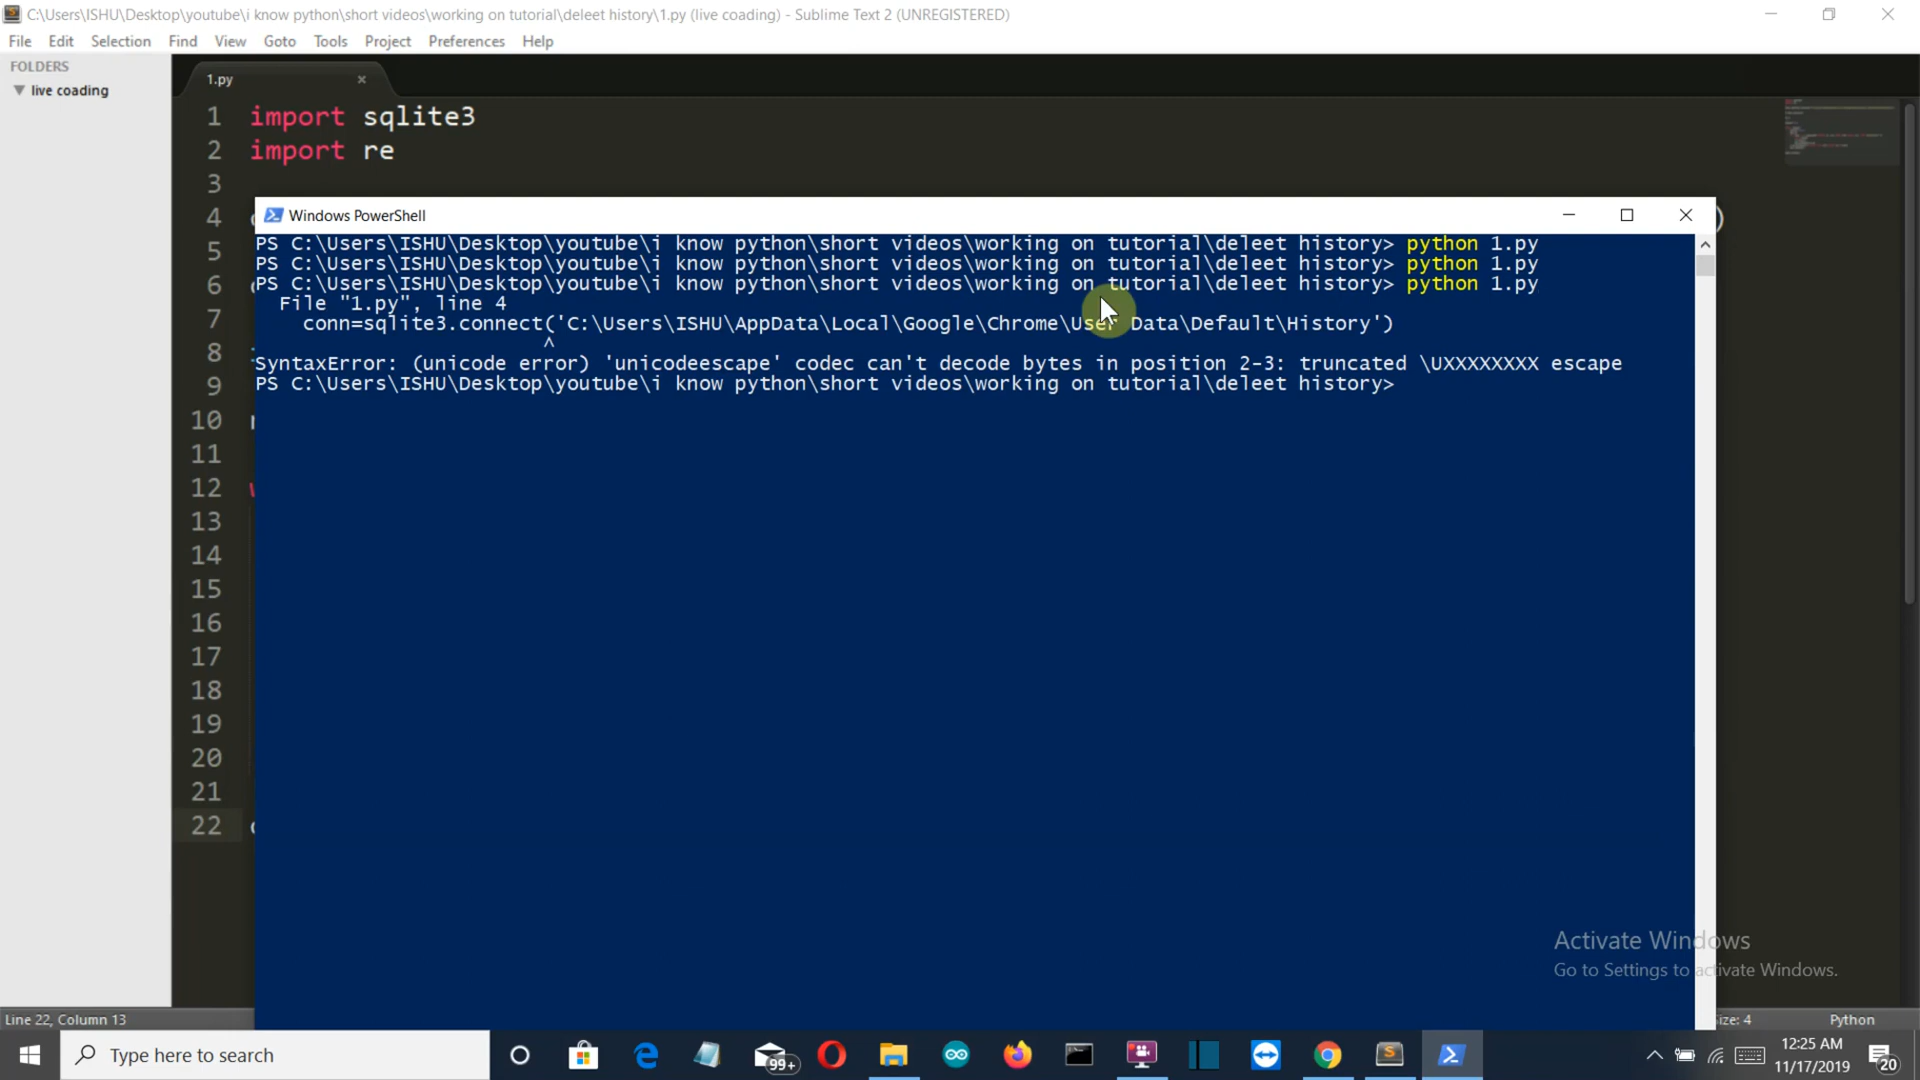 C:\Users\ISHU\Desktop\youtube\i know python\short videos\working on tutorial\deleet history\1.py (live coading) - Sublime Text 2 (UNREGISTERED)
File Edit Selection Find View Goto Tools Project Preferences Help
FOLDERS
live coading
1.py
1 import sqlite3
2 import re
3
4 )
5
6
7
8
9
10
11
12
13
14
15
16
17
18
19
20
21
22
Windows PowerShell
PS C:\Users\ISHU\Desktop\youtube\i know python\short videos\working on tutorial\deleet history> python 1.py
PS C:\Users\ISHU\Desktop\youtube\i know python\short videos\working on tutorial\deleet history> python 1.py
PS C:\Users\ISHU\Desktop\youtube\i know python\short videos\working on tutorial\deleet history> python 1.py
File "1.py", line 4
conn=sqlite3.connect('C:\Users\ISHU\AppData\Local\Google\Chrome\User Data\Default\History')
^
SyntaxError: (unicode error) 'unicodeescape' codec can't decode bytes in position 2-3: truncated \UXXXXXXXX escape
PS C:\Users\ISHU\Desktop\youtube\i know python\short videos\working on tutorial\deleet history>
Activate Windows
Go to Settings to activate Windows.
Line 22, Column 13
Size: 4 Python
Type here to search
99+
12:25 AM
11/17/2019
20